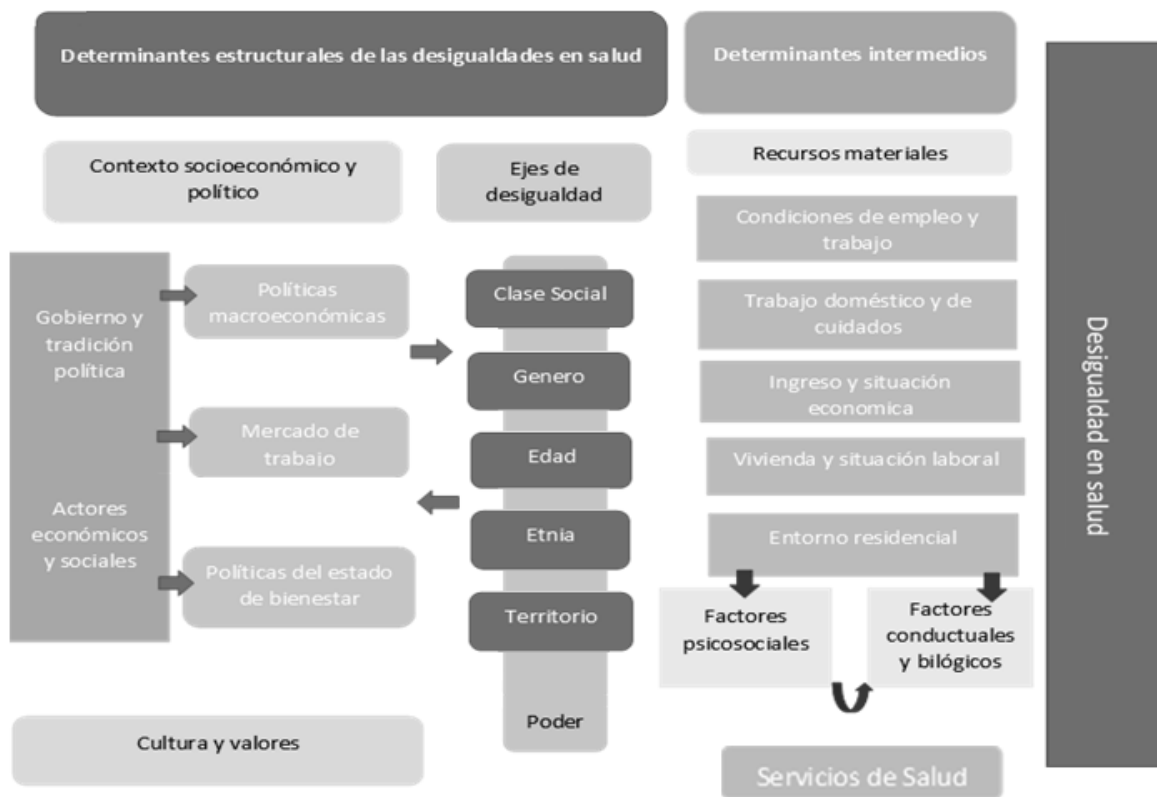 Determinantes estructurales de las desigualdades en salud
Determinantes intermedios
Contexto socioeconómico y
político
Ejes de
desigualdad
Recursos materiales
Gobierno y
tradición
política
Actores
económicos
y sociales
Políticas
macroeconómicas
Mercado de
trabajo
Políticas del estado
de bienestar
Clase Social
Genero
Edad
Etnia
Territorio
Poder
Condiciones de empleo y
trabajo
Trabajo doméstico y de
cuidados
Ingreso y situación
economica
Vivienda y situación laboral
Entorno residencial
Factores
psicosociales
Factores
conductuales
y bilógicos
Desigualdad en salud
Cultura y valores
Servicios de Salud